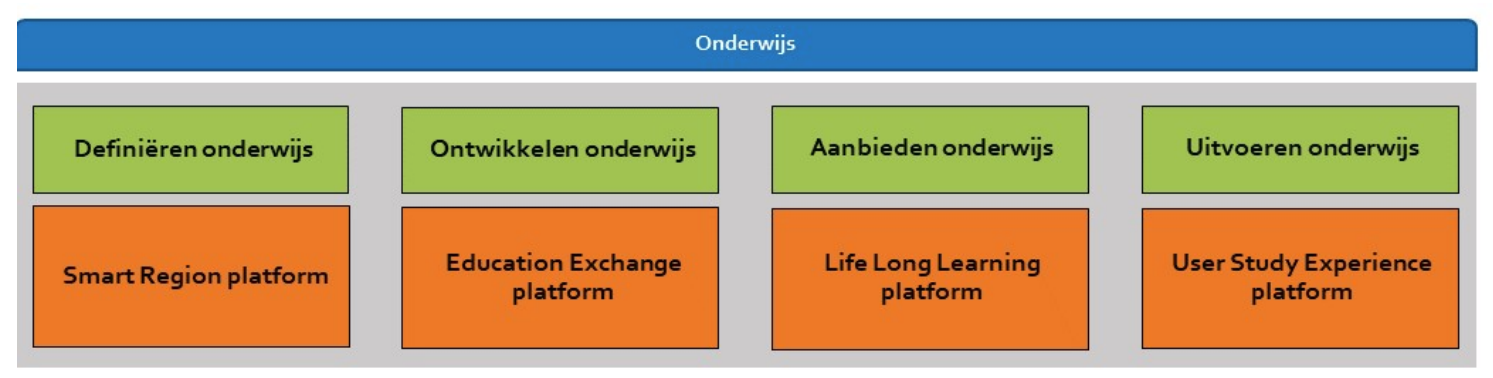 Onderwijs
Definiëren onderwijs
Ontwikkelen onderwijs
Aanbieden onderwijs
Uitvoeren onderwijs
Smart Region platform
Education Exchange
platform
Life Long Learning
platform
User Study Experience
platform